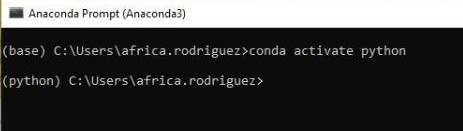 Anaconda Prompt (Anaconda3)
(base) C:\Users\africa.rodriguez>conda activate python
(python) C:\Users\africa.rodriguez>